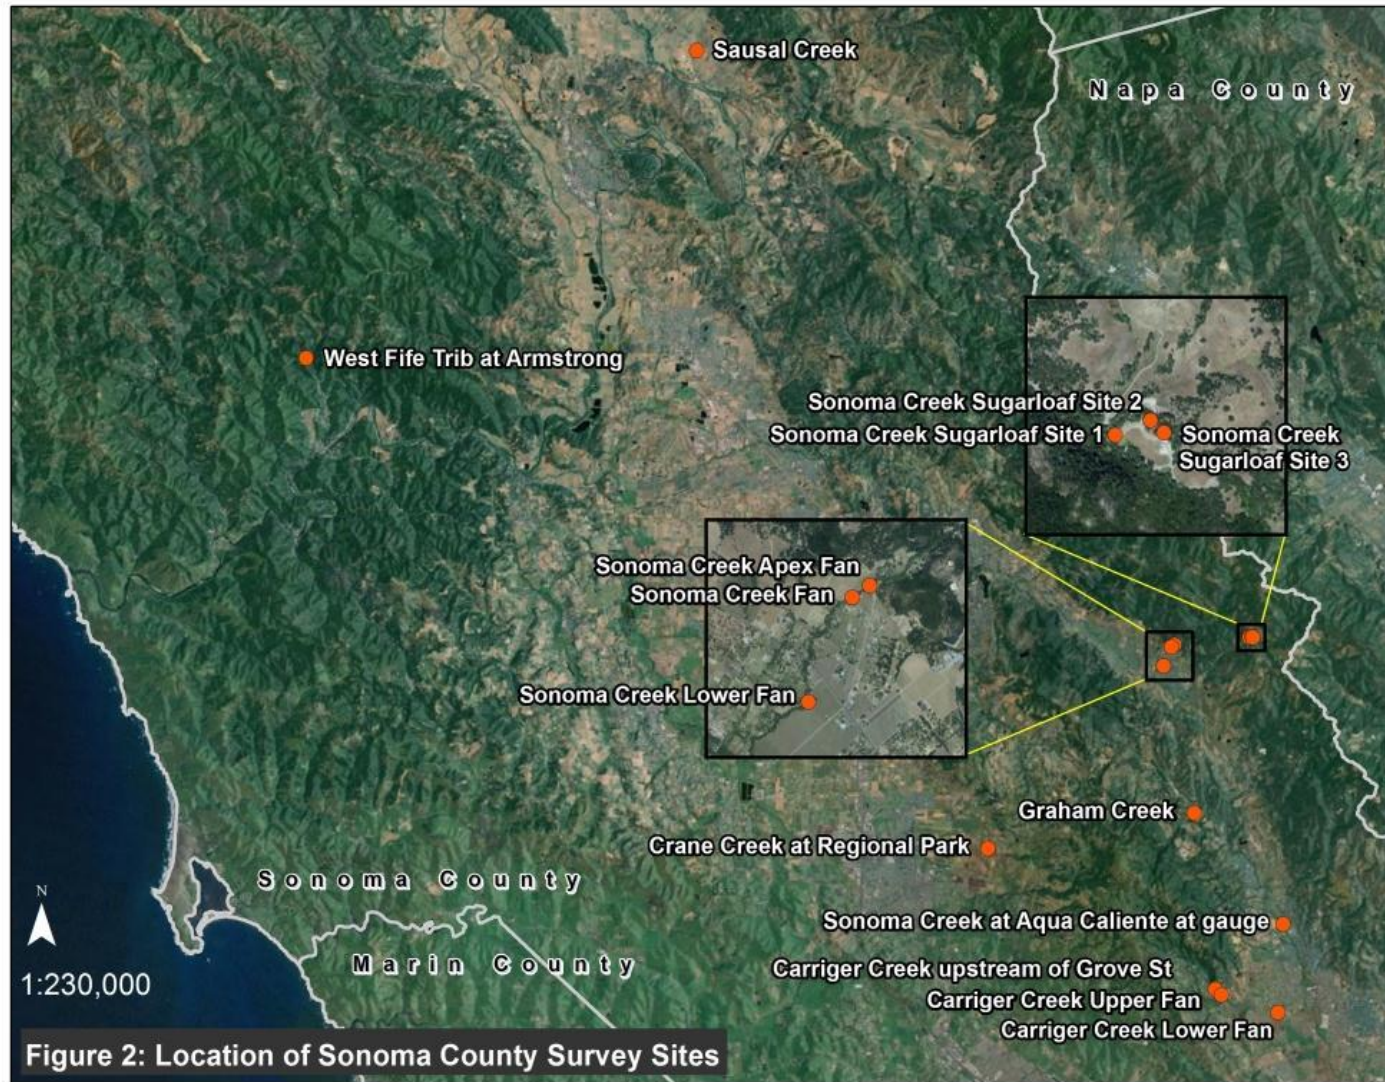 Sausal Creek
Napa County
West Fife Trib at Armstrong
Sonoma Creek Sugarloaf Site 2
Sonoma Creek Sugarloaf Site 1
Sonoma Creek
Sugarloaf Site 3
Sonoma Creek Apex Fan
Sonoma Creek Fan
Sonoma Creek Lower Fan
Graham Creek
Crane Creek at Regional Park
Sonoma County
Sonoma Creek at Aqua Caliente at gauge
Marin County
Carriger Creek upstream of Grove St
Carriger Creek Upper Fan
Carriger Creek Lower Fan
N
1:230,000
Figure 2: Location of Sonoma County Survey Sites